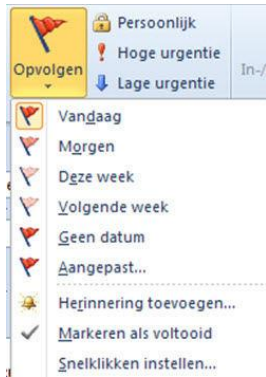 Persoonlijk
Hoge urgentie
Opvolgen
Lage urgentie
In-/
Vandaag
Morgen
Deze week
Volgende week
Geen datum
Aangepast...
Herinnering toevoegen...
Markeren als voltooid
Snelklikken instellen...